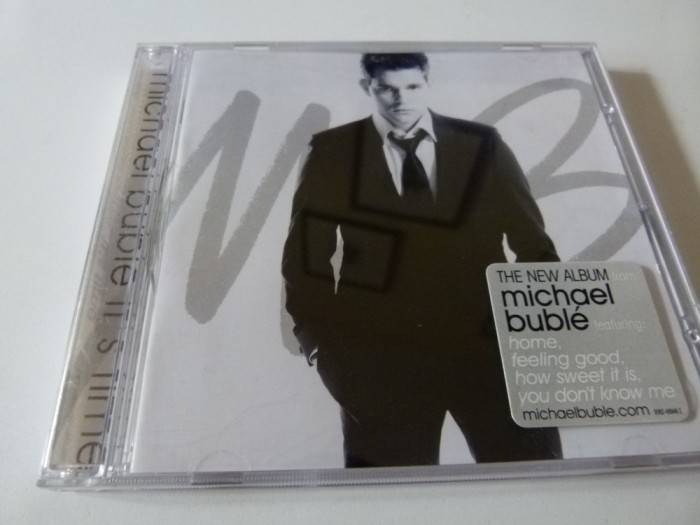 michael bublé it's time
MB
THE NEW ALBUM from
michael
bublé featuring:
home,
feeling good,
how sweet it is,
you don't know me
michaelbuble.com